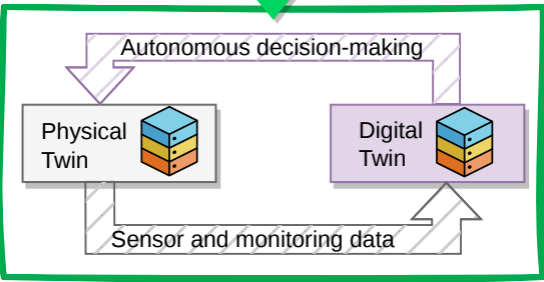 Autonomous decision-making
Physical
Twin
Digital
Twin
Sensor and monitoring data